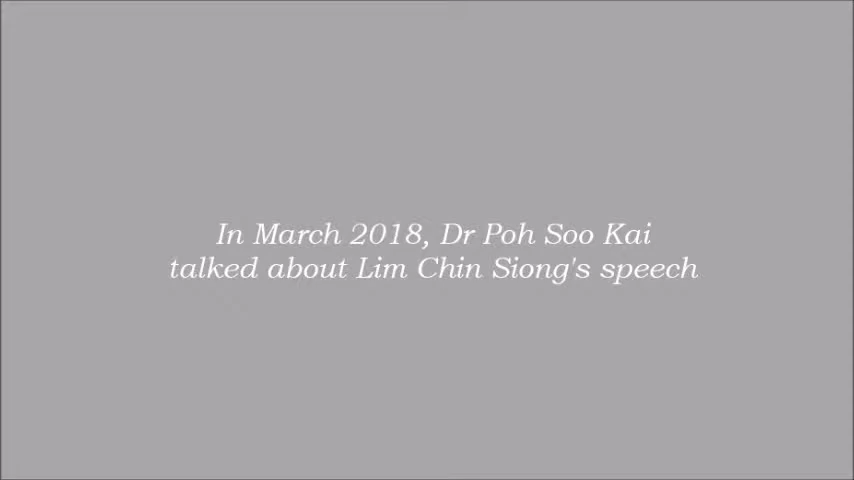 In March 2018, Dr Poh Soo Kai
talked about Lim Chin Siong's speech